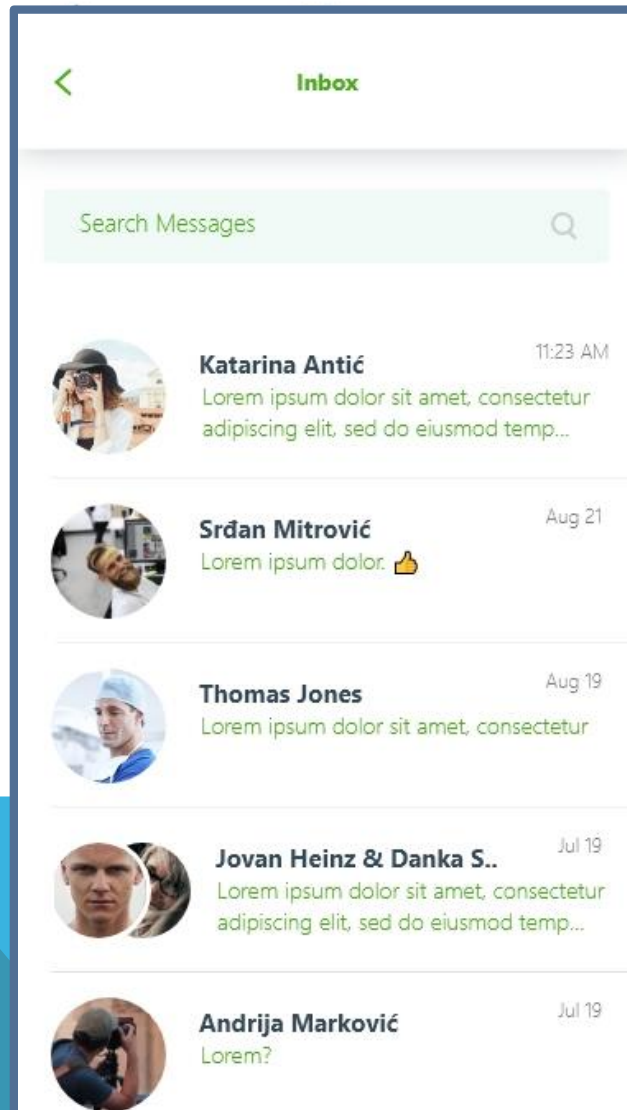 Inbox
Search Messages
Katarina Antić
11:23 AM
Lorem ipsum dolor sit amet, consectetur
adipiscing elit, sed do eiusmod temp...
Srđan Mitrović
Aug 21
Lorem ipsum dolor. 👍
Thomas Jones
Aug 19
Lorem ipsum dolor sit amet, consectetur
Jovan Heinz & Danka S..
Jul 19
Lorem ipsum dolor sit amet, consectetur
adipiscing elit, sed do eiusmod temp...
Andrija Marković
Jul 19
Lorem?